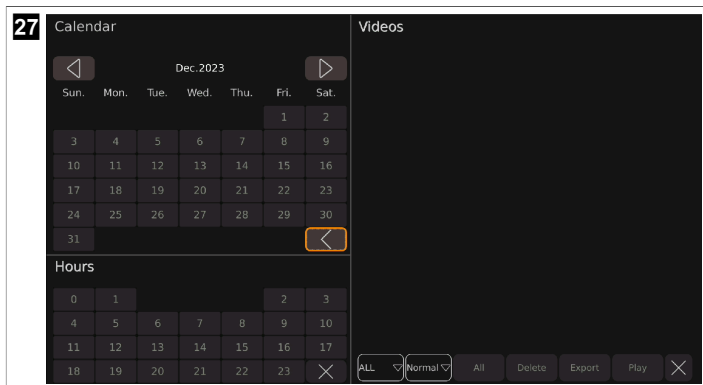 27
Calendar
Dec.2023
Sun. Mon. Tue. Wed. Thu. Fri. Sat.
1 2
3 4 5 6 7 8 9
10 11 12 13 14 15 16
17 18 19 20 21 22 23
24 25 26 27 28 29 30
31
Hours
0 1 2 3
4 5 6 7 8 9 10
11 12 13 14 15 16 17
18 19 20 21 22 23
Videos
ALL Normal All Delete Export Play